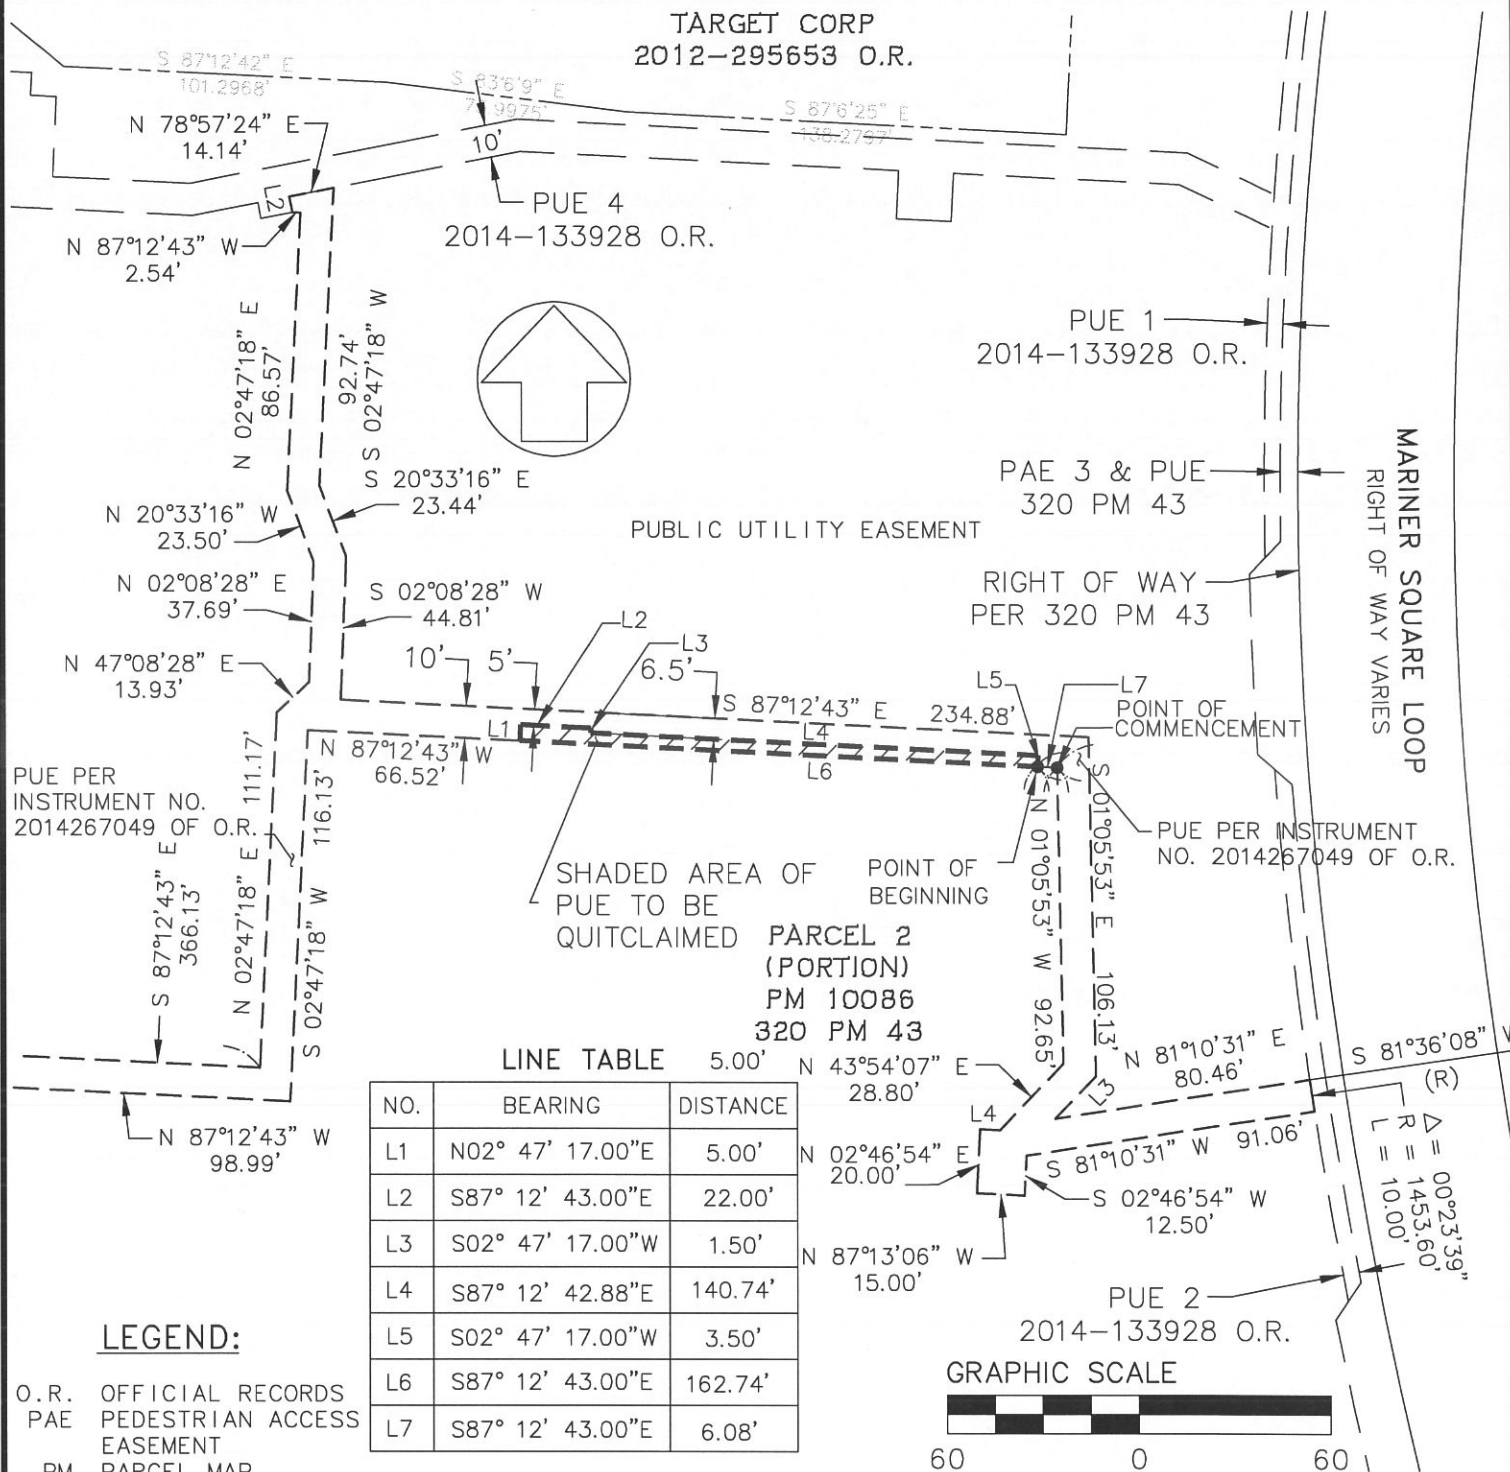 TARGET CORP
2012-295653 O.R.
S 87°12'42" E
101.2968'
S 83°6'9" E
S 87°6'25" E
138.2797'
N 78°57'24" E
14.14'
10'
L2
PUE 4
2014-133928 O.R.
N 87°12'43" W
2.54'
N 02°47'18" E
86.57'
92.74'
S 02°47'18" W
PUE 1
2014-133928 O.R.
MARINER SQUARE LOOP
RIGHT OF WAY VARIES
PAE 3 & PUE
320 PM 43
S 20°33'16" E
23.44'
N 20°33'16" W
23.50'
PUBLIC UTILITY EASEMENT
RIGHT OF WAY
PER 320 PM 43
N 02°08'28" E
37.69'
S 02°08'28" W
44.81'
N 47°08'28" E
13.93'
10'
5'
L2
L3
6.5'
S 87°12'43" E
234.88'
L5
L7
POINT OF
COMMENCEMENT
L1
L4
L6
N 87°12'43" W
66.52'
PUE PER
INSTRUMENT NO.
2014267049 OF O.R.
N 02°47'18" E 111.17'
S 02°47'18" W 116.13'
S 87°12'43" E
366.13'
SHADED AREA OF
PUE TO BE
QUITCLAIMED
POINT OF
BEGINNING
PUE PER INSTRUMENT
NO. 2014267049 OF O.R.
N 01°05'53" W 92.65'
S 01°05'53" E 106.13'
PARCEL 2
(PORTION)
PM 10086
320 PM 43
N 87°12'43" W
98.99'
5.00'
N 43°54'07" E
28.80'
L4
L3
N 81°10'31" E
80.46'
S 81°36'08" W
(R)
N 02°46'54" E
20.00'
S 81°10'31" W 91.06'
S 02°46'54" W
12.50'
N 87°13'06" W
15.00'
Δ = 00°23'39"
R = 1453.60'
L = 10.00'
PUE 2
2014-133928 O.R.
LINE TABLE
NO. BEARING DISTANCE
L1 N02° 47' 17.00"E 5.00'
L2 S87° 12' 43.00"E 22.00'
L3 S02° 47' 17.00"W 1.50'
L4 S87° 12' 42.88"E 140.74'
L5 S02° 47' 17.00"W 3.50'
L6 S87° 12' 43.00"E 162.74'
L7 S87° 12' 43.00"E 6.08'
LEGEND:
O.R. OFFICIAL RECORDS
PAE PEDESTRIAN ACCESS
EASEMENT
PM PARCEL MAP
GRAPHIC SCALE
60 0 60